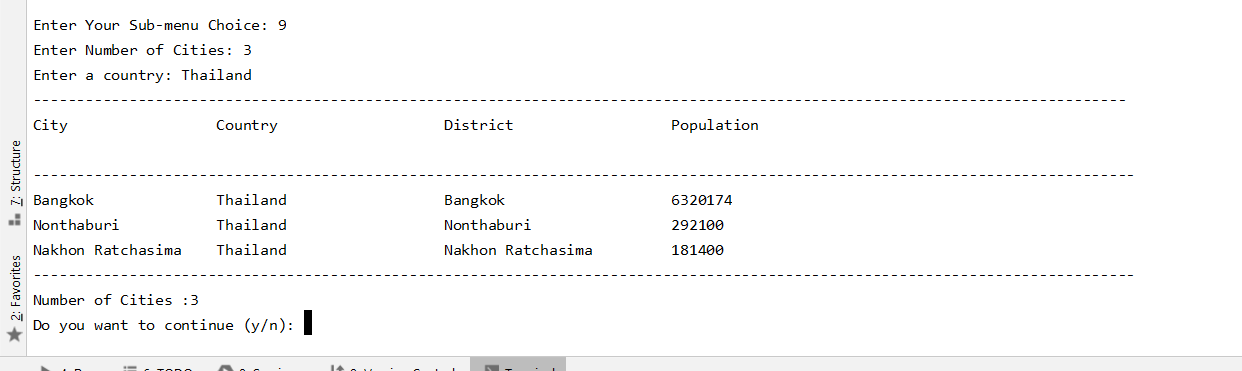 Enter Your Sub-menu Choice: 9
Enter Number of Cities: 3
Enter a country: Thailand
-----------------------------------------------------------------------------------------------------------------------------
City Country District Population
------------------------------------------------------------------------------------------------------------------------------
Bangkok Thailand Bangkok 6320174
Nonthaburi Thailand Nonthaburi 292100
Nakhon Ratchasima Thailand Nakhon Ratchasima 181400
------------------------------------------------------------------------------------------------------------------------------
Number of Cities :3
Do you want to continue (y/n):
7: Structure
2: Favorites